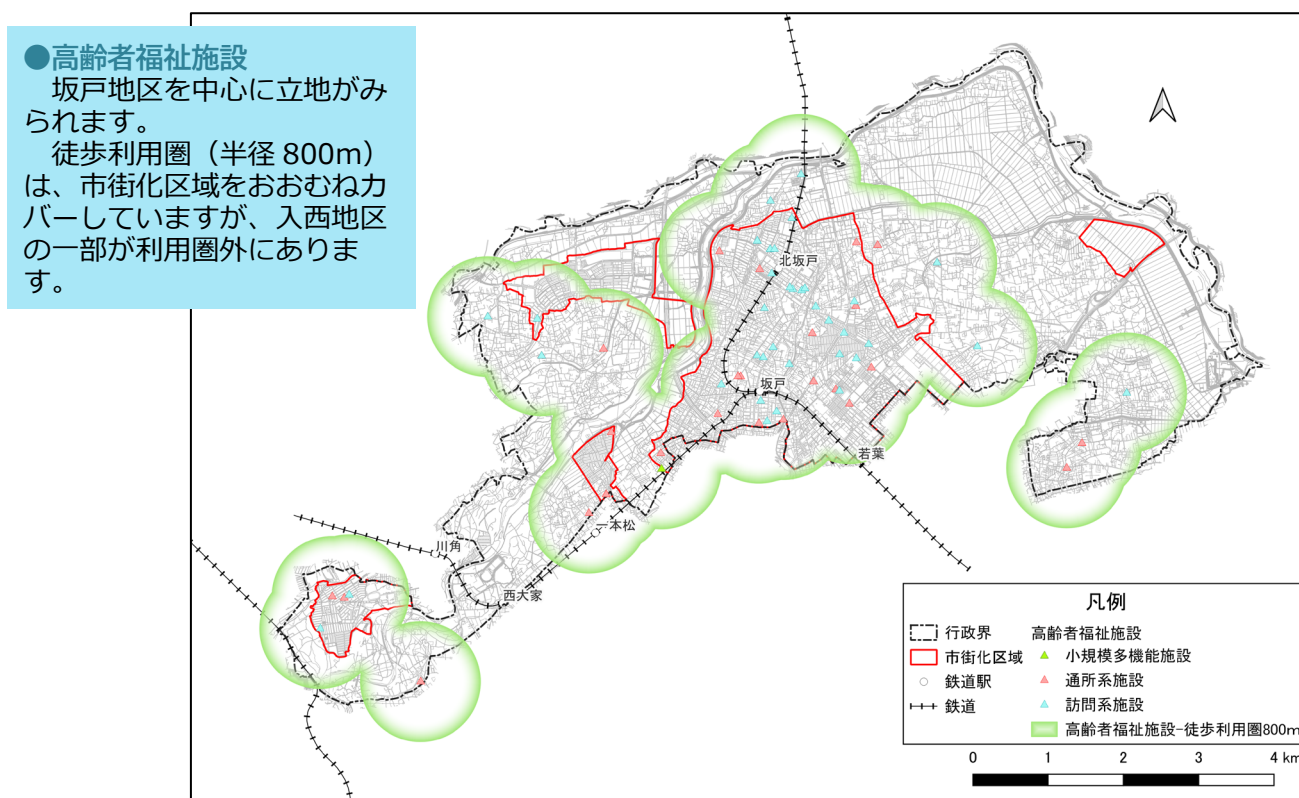 ●高齢者福祉施設
　坂戸地区を中心に立地がみ
られます。
　徒歩利用圏（半径 800m）
は、市街化区域をおおむねカ
バーしていますが、入西地区
の一部が利用圏外にありま
す。
北坂戸
坂戸
若葉
一本松
川角
西大家
凡例
行政界
市街化区域
鉄道駅
鉄道
高齢者福祉施設
小規模多機能施設
通所系施設
訪問系施設
高齢者福祉施設-徒歩利用圏800m
0 1 2 3 4 km